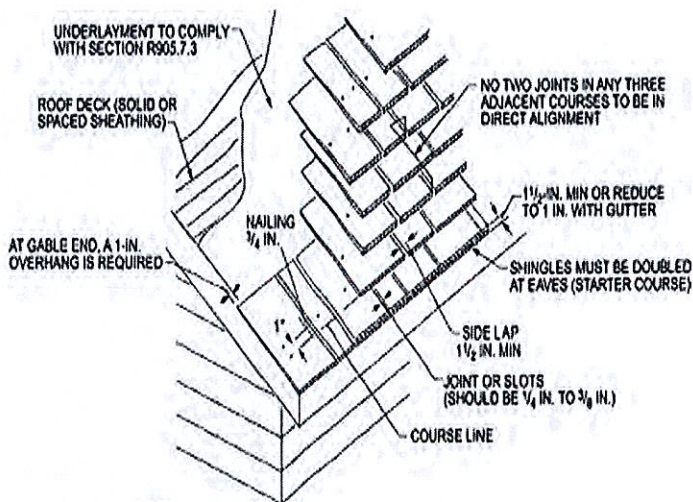 UNDERLAYMENT TO COMPLY
WITH SECTION R905.7.3
ROOF DECK (SOLID OR
SPACED SHEATHING)
NO TWO JOINTS IN ANY THREE
ADJACENT COURSES TO BE IN
DIRECT ALIGNMENT
1 1/2-IN. MIN OR REDUCE
TO 1 IN. WITH GUTTER
NAILING
3/4 IN.
AT GABLE END, A 1-IN.
OVERHANG IS REQUIRED
SHINGLES MUST BE DOUBLED
AT EAVES (STARTER COURSE)
1"
SIDE LAP
1 1/2 IN. MIN
JOINT OR SLOTS
(SHOULD BE 1/4 IN. TO 3/8 IN.)
COURSE LINE